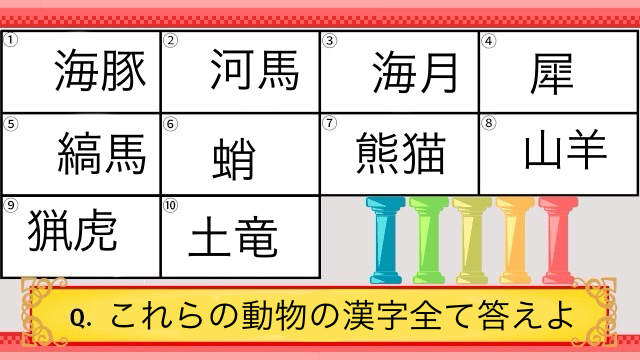 ① 海豚 ② 河馬 ③ 海月 ④ 犀
⑤ 縞馬 ⑥ 蛸 ⑦ 熊猫 ⑧ 山羊
⑨ 猟虎 ⑩ 土竜
Q. これらの動物の漢字全て答えよ